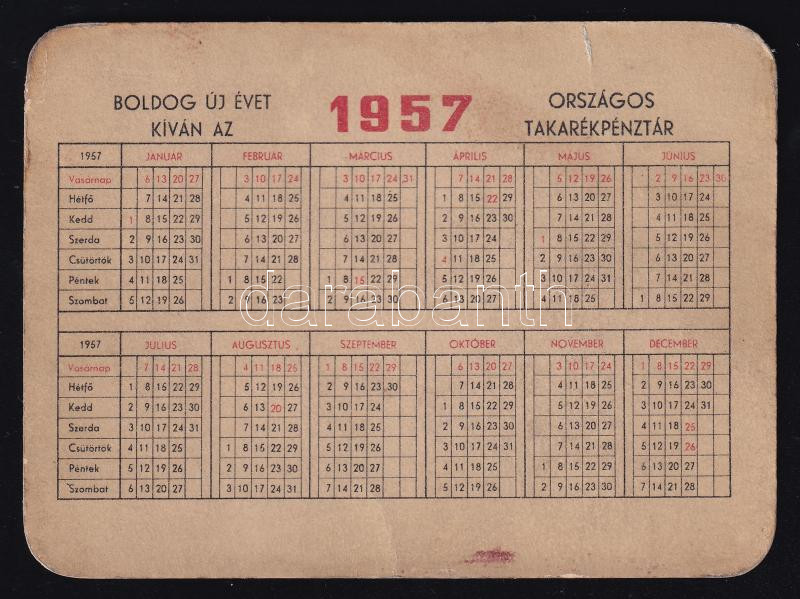 BOLDOG ÚJ ÉVET 1957 ORSZÁGOS
KÍVÁN AZ TAKARÉKPÉNZTÁR
1957 JANUÁR FEBRUÁR MÁRCIUS ÁPRILIS MÁJUS JÚNIUS
Vasárnap 6 13 20 27 3 10 17 24 3 10 17 24 31 7 14 21 28 5 12 19 26 2 9 16 23 30
Hétfő 7 14 21 28 4 11 18 25 4 11 18 25 1 8 15 22 29 6 13 20 27 3 10 17 24
Kedd 1 8 15 22 29 5 12 19 26 5 12 19 26 2 9 16 23 30 7 14 21 28 4 11 18 25
Szerda 2 9 16 23 30 6 13 20 27 6 13 20 27 3 10 17 24 1 8 15 22 29 5 12 19 26
Csütörtök 3 10 17 24 31 7 14 21 28 7 14 21 28 4 11 18 25 2 9 16 23 30 6 13 20 27
Péntek 4 11 18 25 1 8 15 22 1 8 15 22 29 5 12 19 26 3 10 17 24 31 7 14 21 28
Szombat 5 12 19 26 2 9 16 23 2 9 16 23 30 6 13 20 27 4 11 18 25 1 8 15 22 29
darabanth
1957 JÚLIUS AUGUSZTUS SZEPTEMBER OKTÓBER NOVEMBER DECEMBER
Vasárnap 7 14 21 28 4 11 18 25 1 8 15 22 29 6 13 20 27 3 10 17 24 1 8 15 22 29
Hétfő 1 8 15 22 29 5 12 19 26 2 9 16 23 30 7 14 21 28 4 11 18 25 2 9 16 23 30
Kedd 2 9 16 23 30 6 13 20 27 3 10 17 24 1 8 15 22 29 5 12 19 26 3 10 17 24 31
Szerda 3 10 17 24 31 7 14 21 28 4 11 18 25 2 9 16 23 30 6 13 20 27 4 11 18 25
Csütörtök 4 11 18 25 1 8 15 22 29 5 12 19 26 3 10 17 24 31 7 14 21 28 5 12 19 26
Péntek 5 12 19 26 2 9 16 23 30 6 13 20 27 4 11 18 25 1 8 15 22 29 6 13 20 27
Szombat 6 13 20 27 3 10 17 24 31 7 14 21 28 5 12 19 26 2 9 16 23 30 7 14 21 28